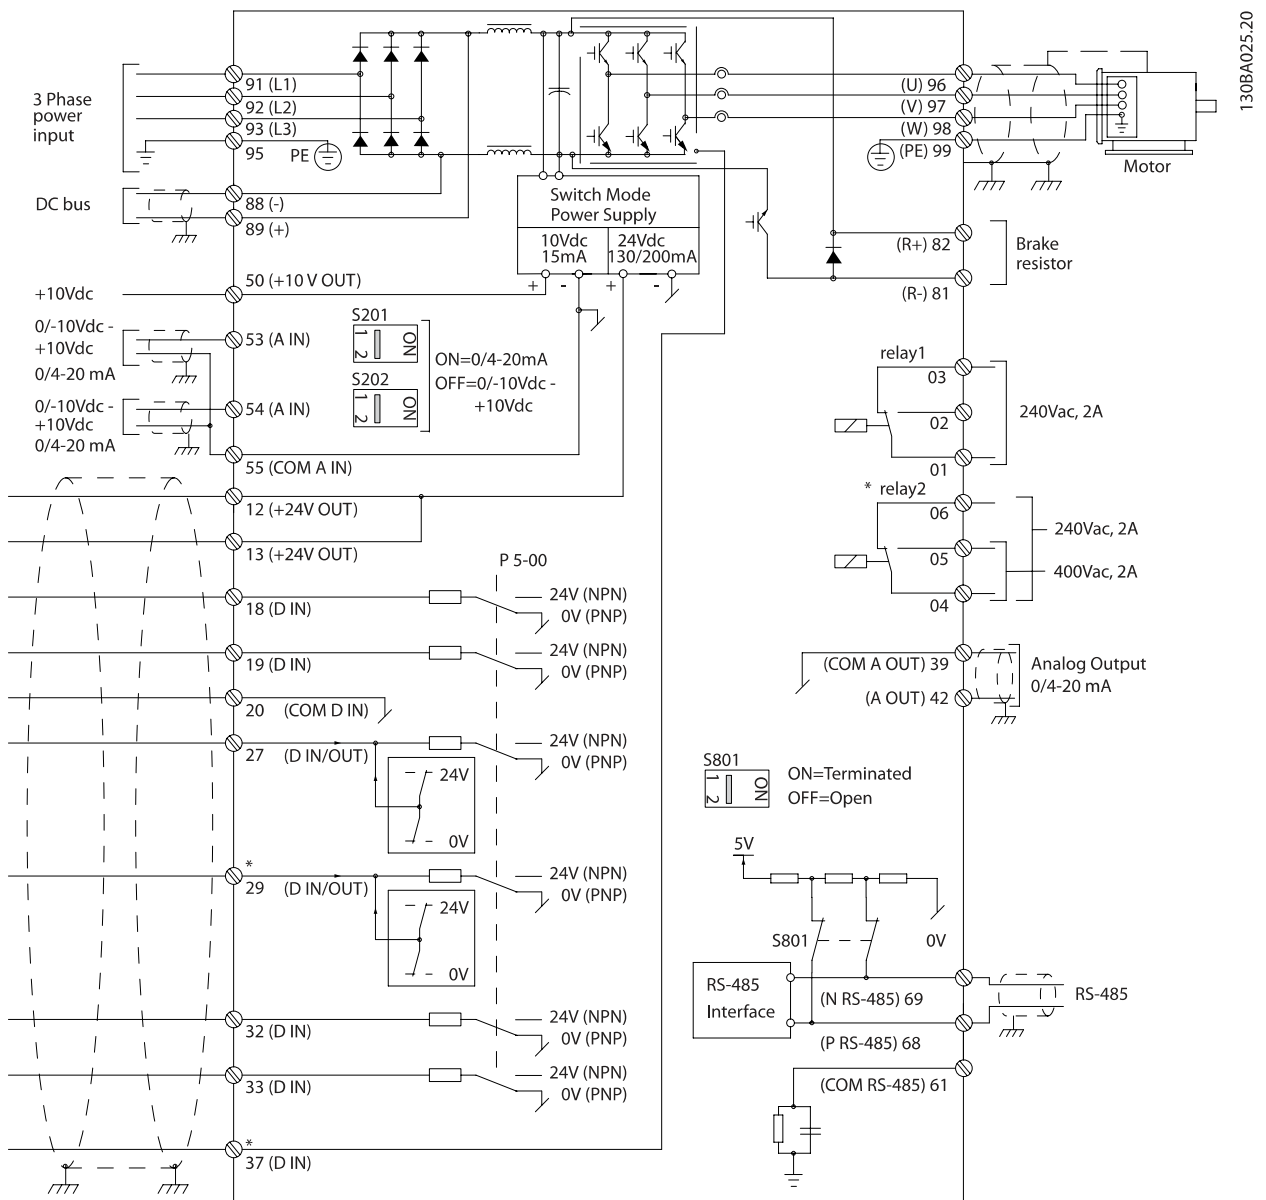 130BA025.20
3 Phase
power
input
91 (L1)
92 (L2)
93 (L3)
95
PE
(U) 96
(V) 97
(W) 98
(PE) 99
Motor
DC bus
88 (-)
89 (+)
Switch Mode
Power Supply
10Vdc
15mA
24Vdc
130/200mA
+ - + -
(R+) 82
(R-) 81
Brake
resistor
+10Vdc
50 (+10 V OUT)
0/-10Vdc -
+10Vdc
0/4-20 mA
53 (A IN)
0/-10Vdc -
+10Vdc
0/4-20 mA
54 (A IN)
55 (COM A IN)
S201
1 2
ON
S202
1 2
ON
ON=0/4-20mA
OFF=0/-10Vdc -
+10Vdc
relay1
03
02
01
240Vac, 2A
* relay2
06
05
04
240Vac, 2A
400Vac, 2A
12 (+24V OUT)
13 (+24V OUT)
P 5-00
18 (D IN)
24V (NPN)
0V (PNP)
19 (D IN)
24V (NPN)
0V (PNP)
20 (COM D IN)
27 (D IN/OUT)
24V (NPN)
0V (PNP)
24V
0V
*
29 (D IN/OUT)
24V (NPN)
0V (PNP)
24V
0V
32 (D IN)
24V (NPN)
0V (PNP)
33 (D IN)
24V (NPN)
0V (PNP)
*
37 (D IN)
(COM A OUT) 39
(A OUT) 42
Analog Output
0/4-20 mA
S801
1 2
ON
ON=Terminated
OFF=Open
5V
S801
0V
RS-485
Interface
(N RS-485) 69
(P RS-485) 68
(COM RS-485) 61
RS-485